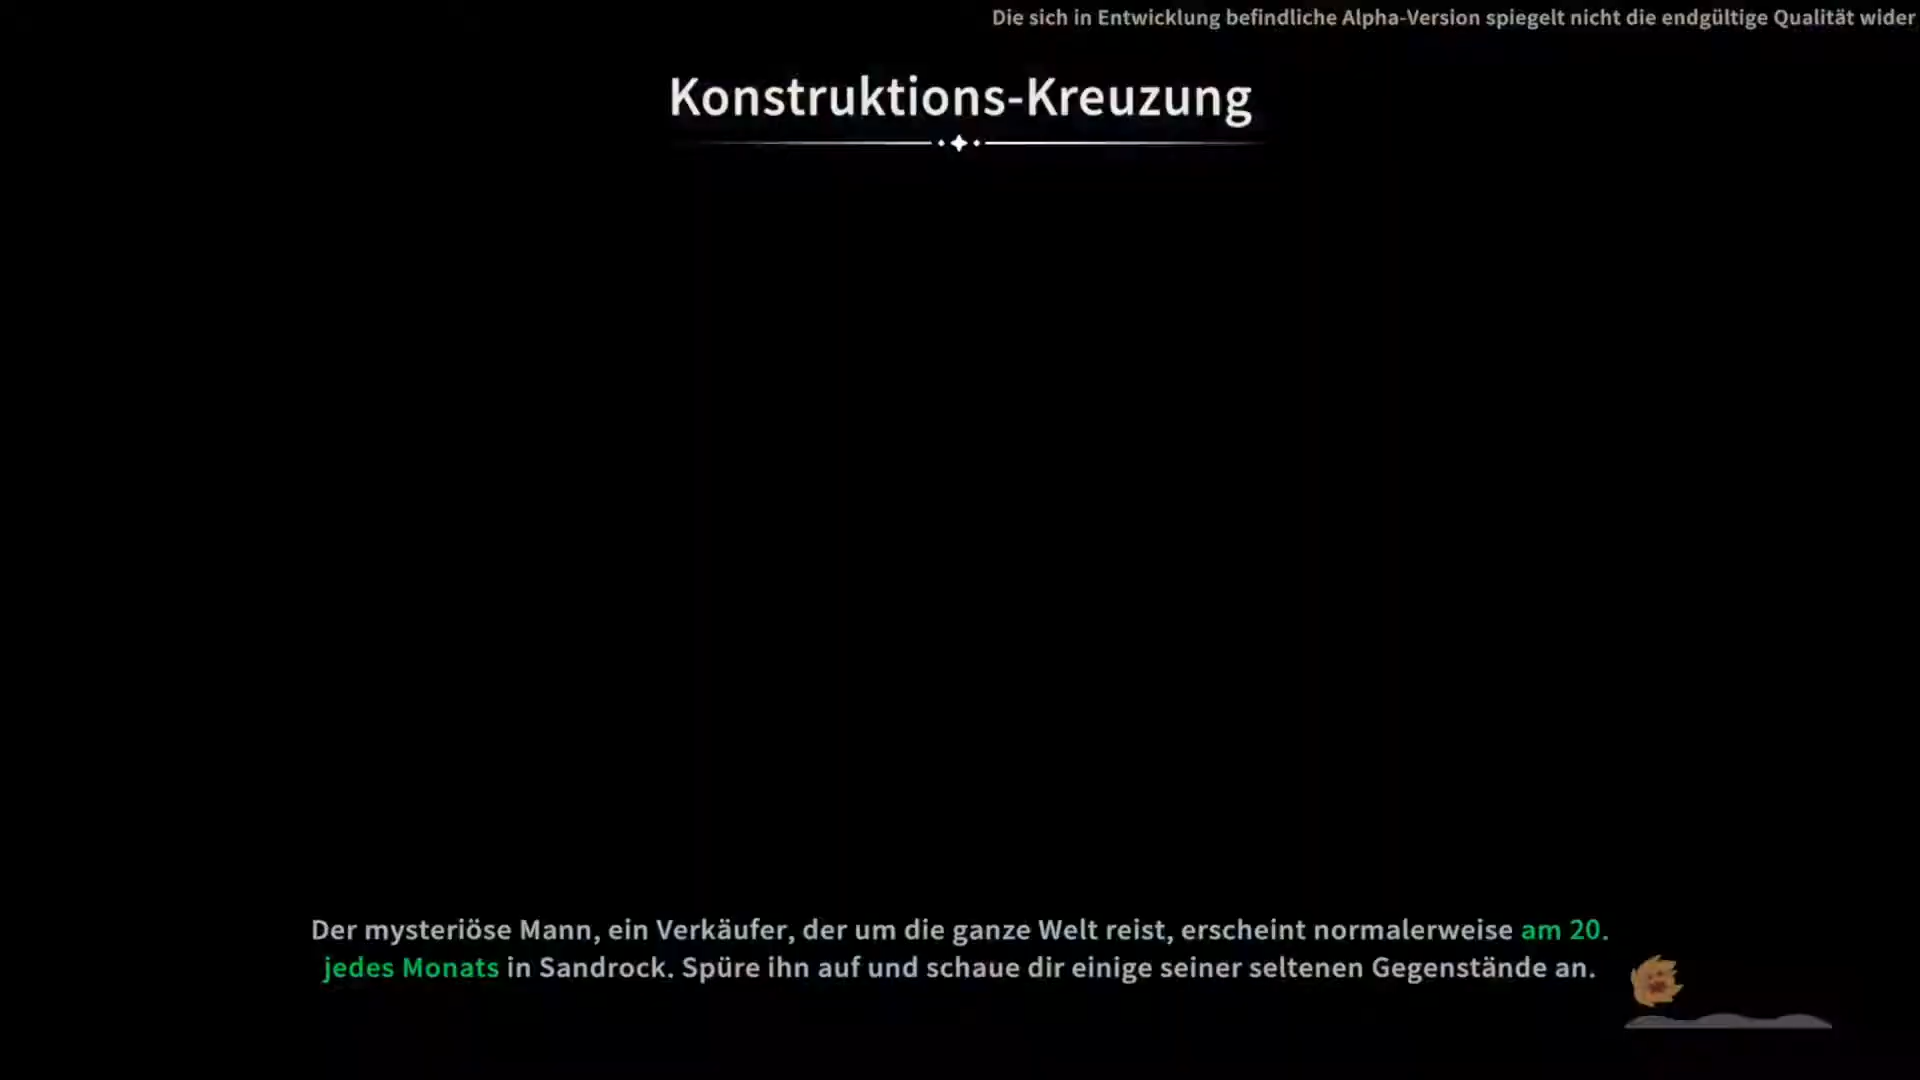 Die sich in Entwicklung befindliche Alpha-Version spiegelt nicht die endgültige Qualität wider
Konstruktions-Kreuzung
Der mysteriöse Mann, ein Verkäufer, der um die ganze Welt reist, erscheint normalerweise am 20.
jedes Monats in Sandrock. Spüre ihn auf und schaue dir einige seiner seltenen Gegenstände an.